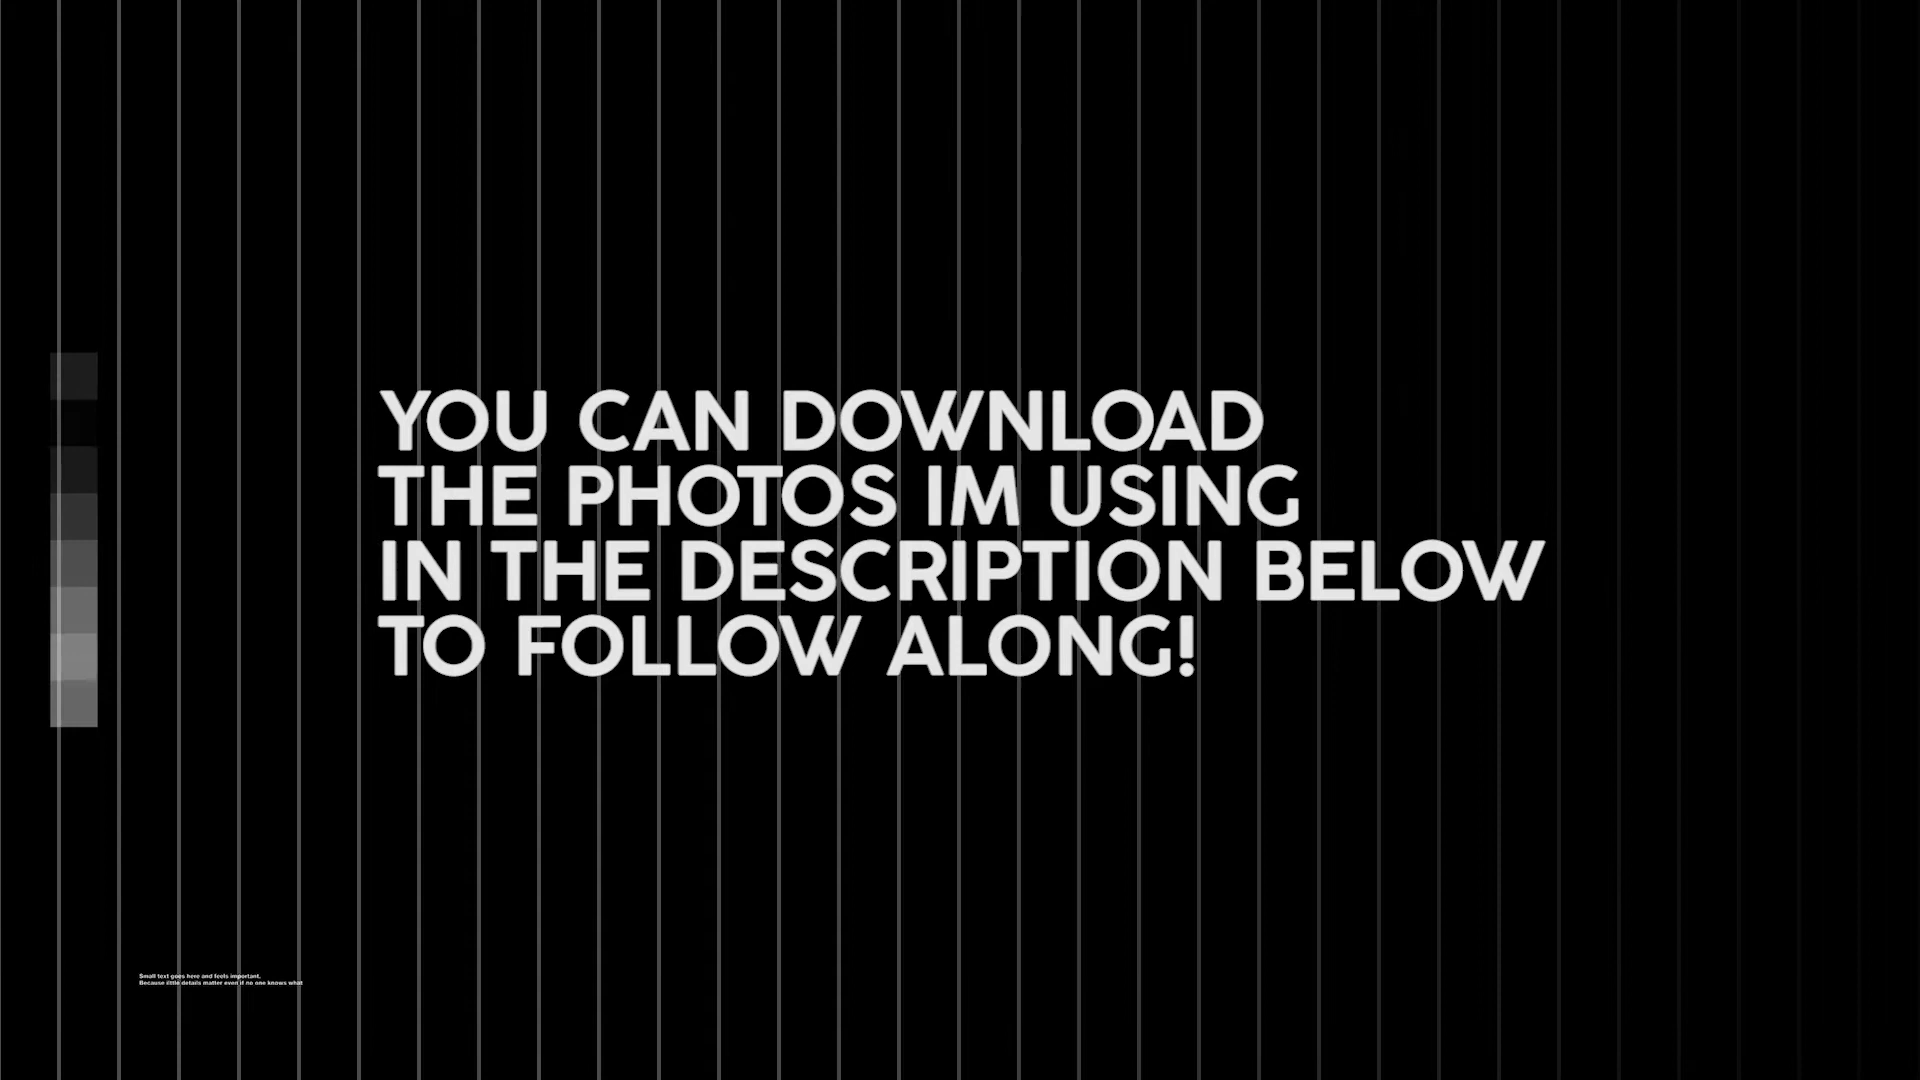 YOU CAN DOWNLOAD
THE PHOTOS IM USING
IN THE DESCRIPTION BELOW
TO FOLLOW ALONG!
Small text goes here and feels important,
Because little details matter even if no one knows what